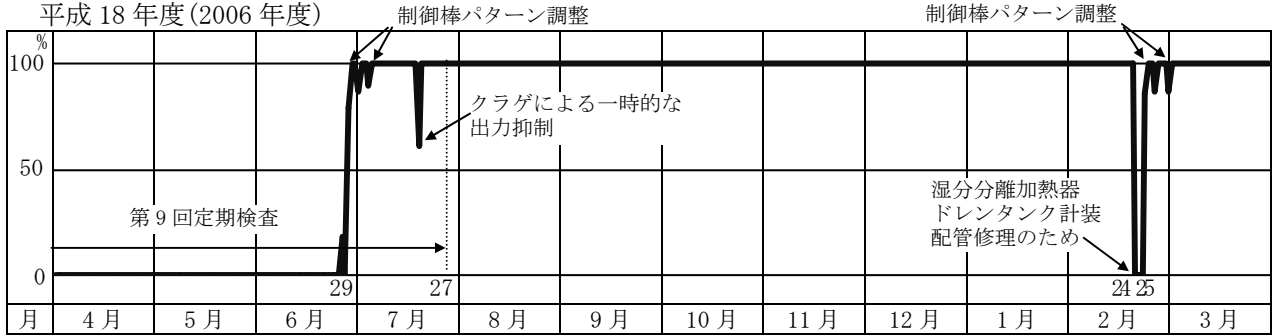 平成 18 年度(2006 年度)
制御棒パターン調整
制御棒パターン調整
%
100
クラゲによる一時的な
出力抑制
50
湿分分離加熱器
ドレンタンク計装
配管修理のため
第 9 回定期検査
0
29
27
24 25
月 4 月 5 月 6 月 7 月 8 月 9 月 10 月 11 月 12 月 1 月 2 月 3 月